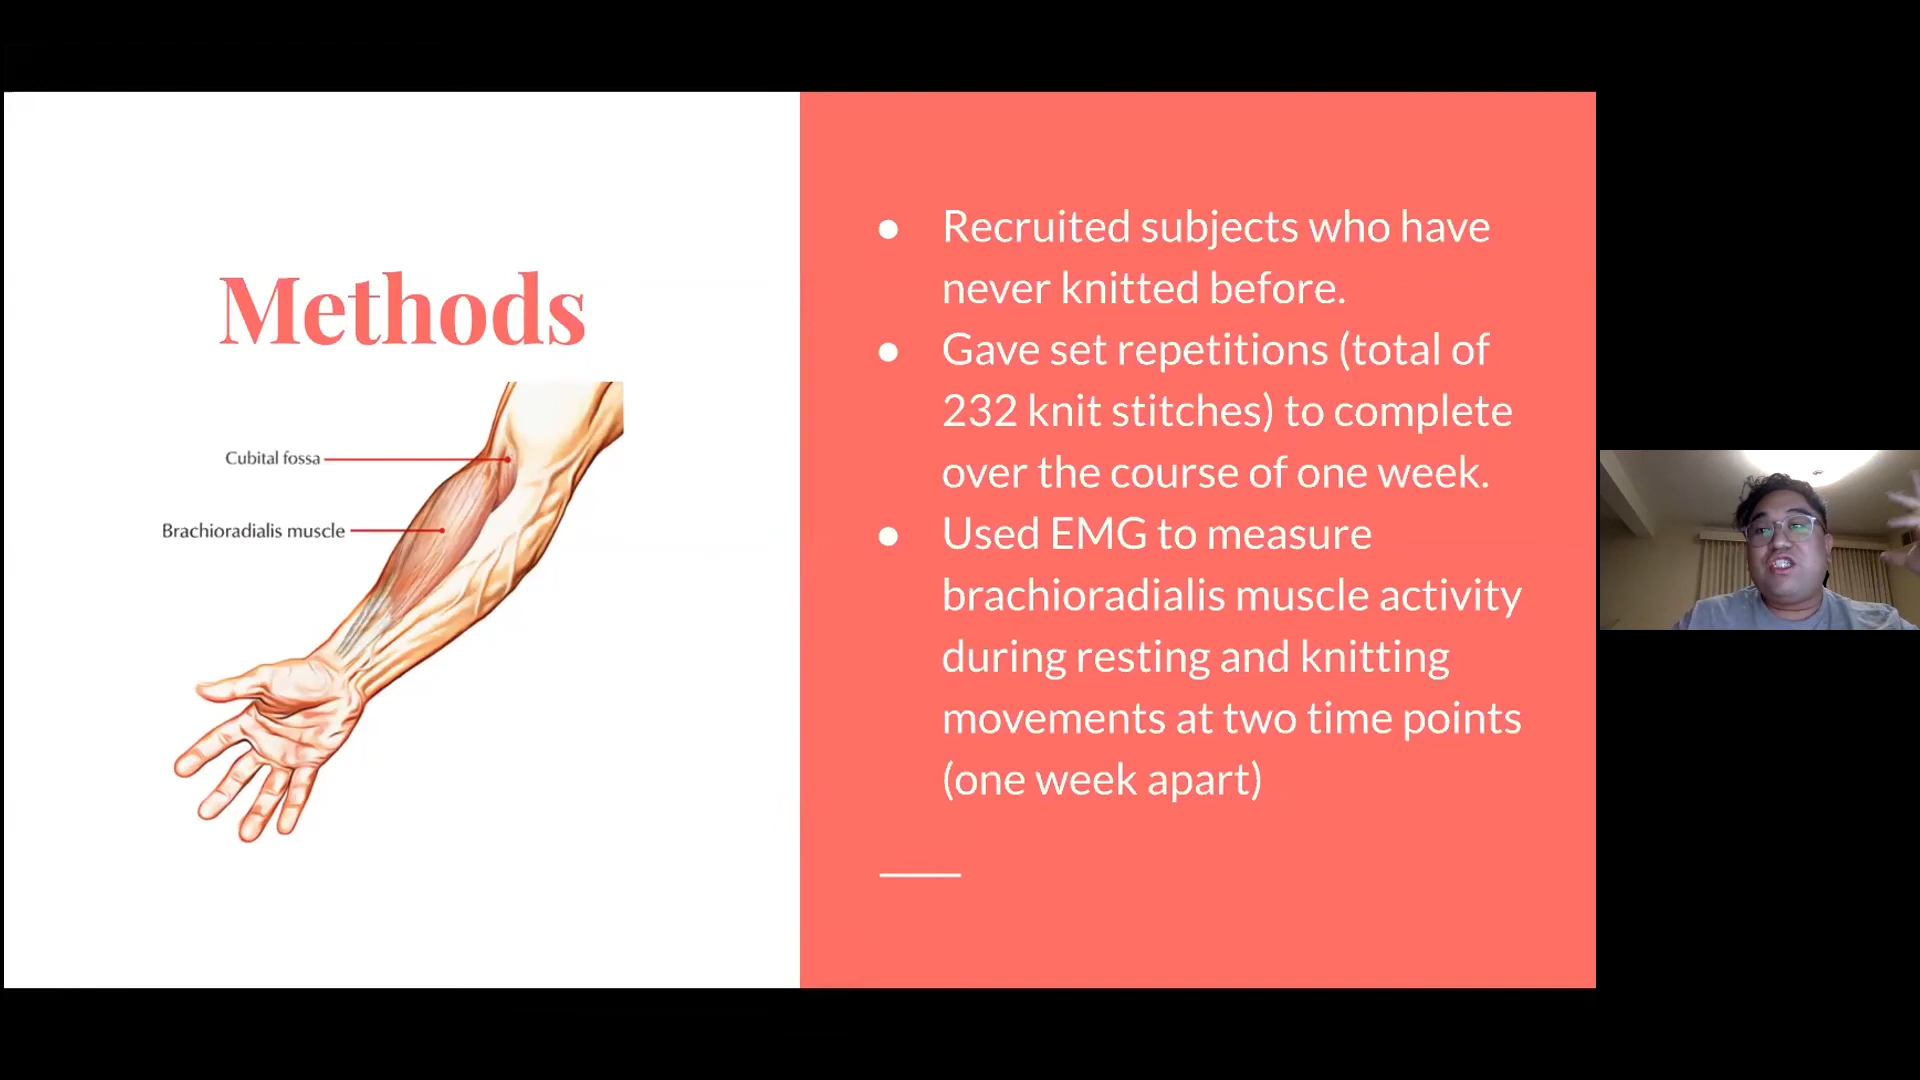 Methods
Cubital fossa
Brachioradialis muscle
● Recruited subjects who have
never knitted before.
● Gave set repetitions (total of
232 knit stitches) to complete
over the course of one week.
● Used EMG to measure
brachioradialis muscle activity
during resting and knitting
movements at two time points
(one week apart)